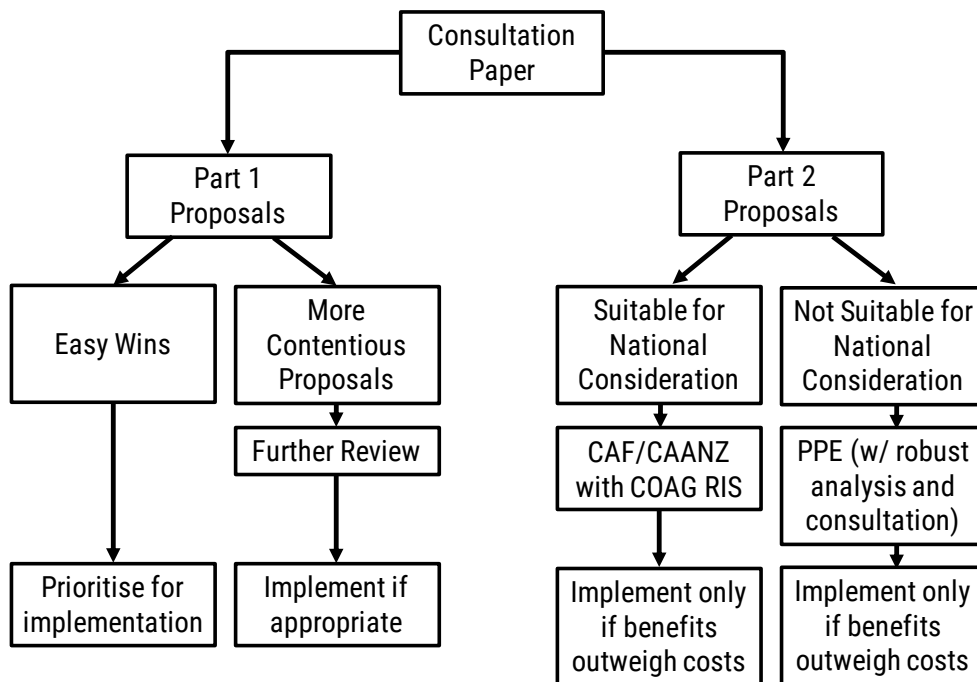 Consultation
Paper
Part 1
Proposals
Part 2
Proposals
Easy Wins
More
Contentious
Proposals
Suitable for
National
Consideration
Not Suitable for
National
Consideration
Further Review
CAF/CAANZ
with COAG RIS
PPE (w/ robust
analysis and
consultation)
Prioritise for
implementation
Implement if
appropriate
Implement only
if benefits
outweigh costs
Implement only
if benefits
outweigh costs